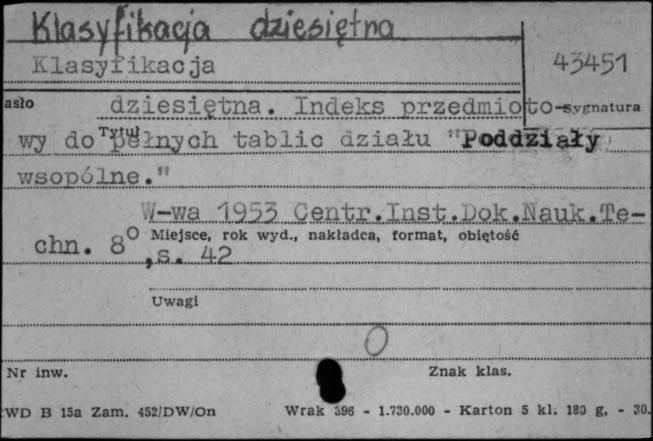 Klasyfikacja dziesiętna
Klasyfikacja
43451
asło
dziesiętna. Indeks przedmioto-
sygnatura
Tytuł
wy do pełnych tablic działu "Poddziały
wsopólne."
W-wa 1953 Centr.Inst.Dok.Nauk.Te-
Miejsce, rok wyd., nakładca, format, objętość
chn. 8° ,s. 42
Uwagi
0
Nr inw.
Znak klas.
WD B 15a Zam. 452/DW/On Wrak 396 - 1.720.000 - Karton 5 kl. 180 g, - 30.